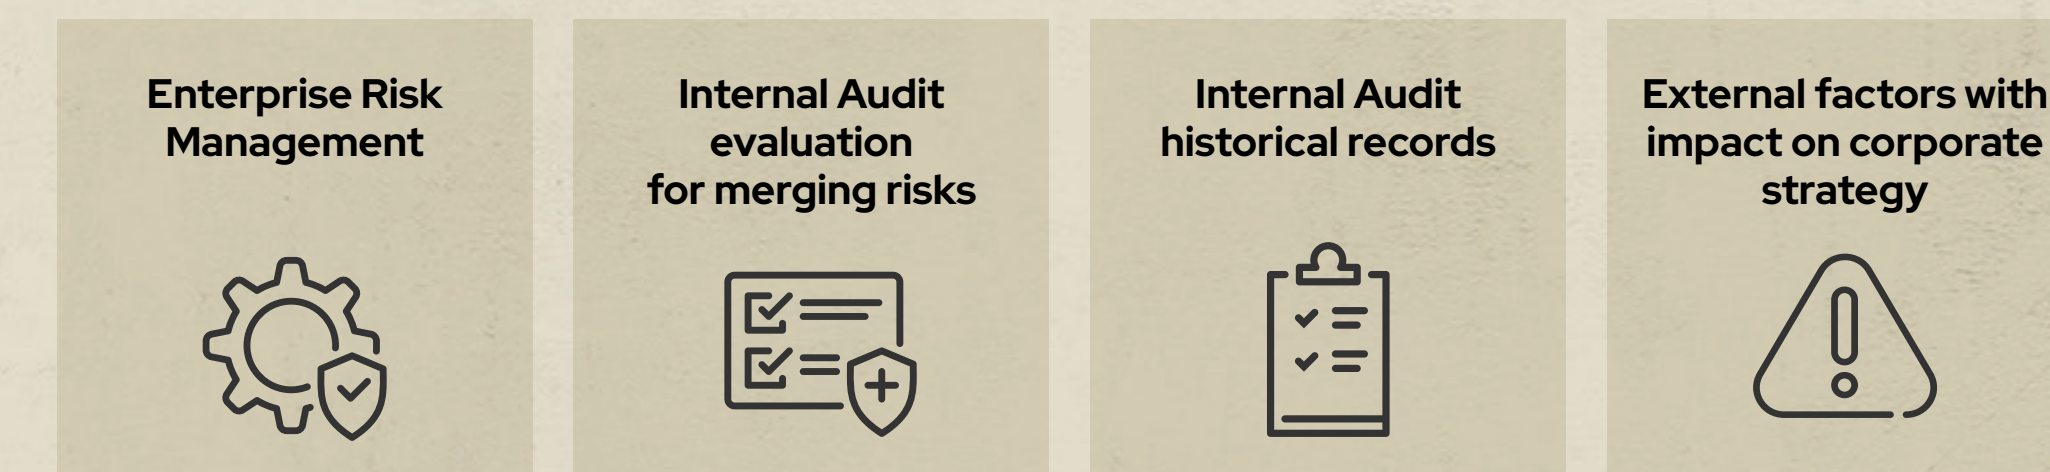 Enterprise Risk
Management
Internal Audit
evaluation
for merging risks
Internal Audit
historical records
External factors with
impact on corporate
strategy